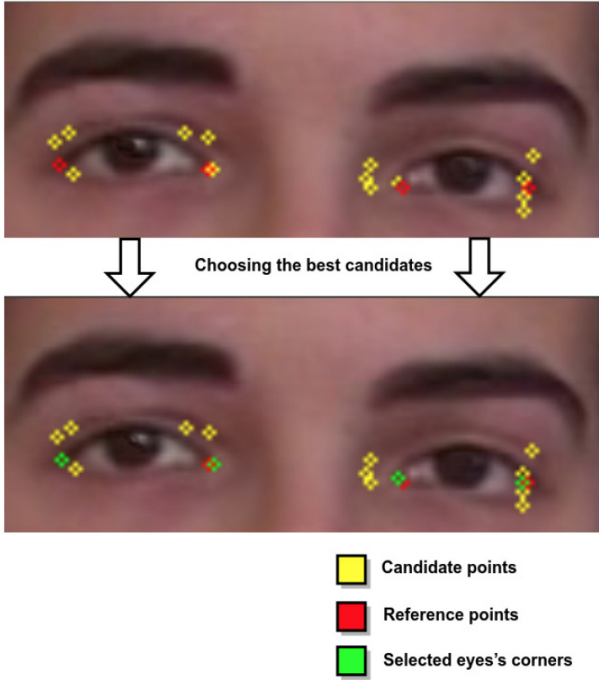 Choosing the best candidates
Candidate points
Reference points
Selected eyes's corners